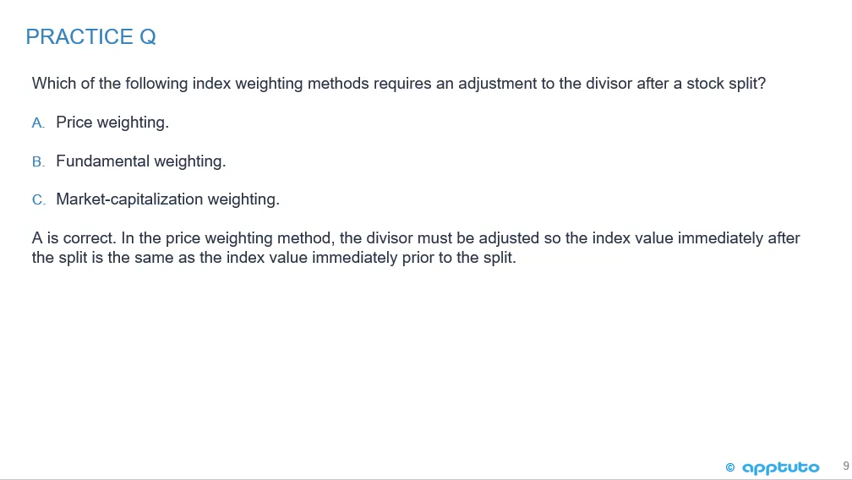 PRACTICE Q
Which of the following index weighting methods requires an adjustment to the divisor after a stock split?
A. Price weighting.
B. Fundamental weighting.
C. Market-capitalization weighting.
A is correct. In the price weighting method, the divisor must be adjusted so the index value immediately after
the split is the same as the index value immediately prior to the split.
© apptuto 9